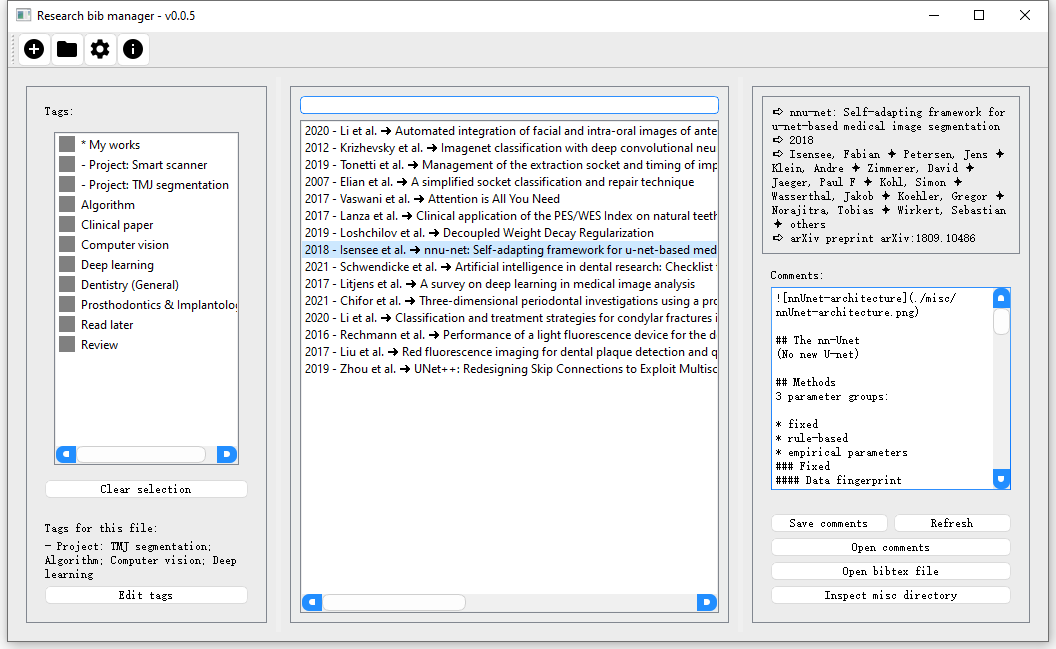 Research bib manager - v0.0.5
Tags:
* My works
- Project: Smart scanner
- Project: TMJ segmentation
Algorithm
Clinical paper
Computer vision
Deep learning
Dentistry (General)
Prosthodontics & Implantolo
Read later
Review
Clear selection
Tags for this file:
- Project: TMJ segmentation;
Algorithm; Computer vision; Deep
learning
Edit tags
2020 - Li et al. ➜ Automated integration of facial and intra-oral images of ante
2012 - Krizhevsky et al. ➜ Imagenet classification with deep convolutional neu
2019 - Tonetti et al. ➜ Management of the extraction socket and timing of imp
2007 - Elian et al. ➜ A simplified socket classification and repair technique
2017 - Vaswani et al. ➜ Attention is All You Need
2017 - Lanza et al. ➜ Clinical application of the PES/WES Index on natural teeth
2019 - Loshchilov et al. ➜ Decoupled Weight Decay Regularization
2018 - Isensee et al. ➜ nnu-net: Self-adapting framework for u-net-based med
2021 - Schwendicke et al. ➜ Artificial intelligence in dental research: Checklist
2017 - Litjens et al. ➜ A survey on deep learning in medical image analysis
2021 - Chifor et al. ➜ Three-dimensional periodontal investigations using a pro
2020 - Li et al. ➜ Classification and treatment strategies for condylar fractures i
2016 - Rechmann et al. ➜ Performance of a light fluorescence device for the d
2017 - Liu et al. ➜ Red fluorescence imaging for dental plaque detection and q
2019 - Zhou et al. ➜ UNet++: Redesigning Skip Connections to Exploit Multisc
➩ nnu-net: Self-adapting framework for
u-net-based medical image segmentation
➩ 2018
➩ Isensee, Fabian ✦ Petersen, Jens ✦
Klein, Andre ✦ Zimmerer, David ✦
Jaeger, Paul F ✦ Kohl, Simon ✦
Wasserthal, Jakob ✦ Koehler, Gregor ✦
Norajitra, Tobias ✦ Wirkert, Sebastian
✦ others
➩ arXiv preprint arXiv:1809.10486
Comments:
![nnUnet-architecture](./misc/
nnUnet-architecture.png)
## The nn-Unet
(No new U-net)
## Methods
3 parameter groups:
* fixed
* rule-based
* empirical parameters
### Fixed
#### Data fingerprint
Save comments
Refresh
Open comments
Open bibtex file
Inspect misc directory